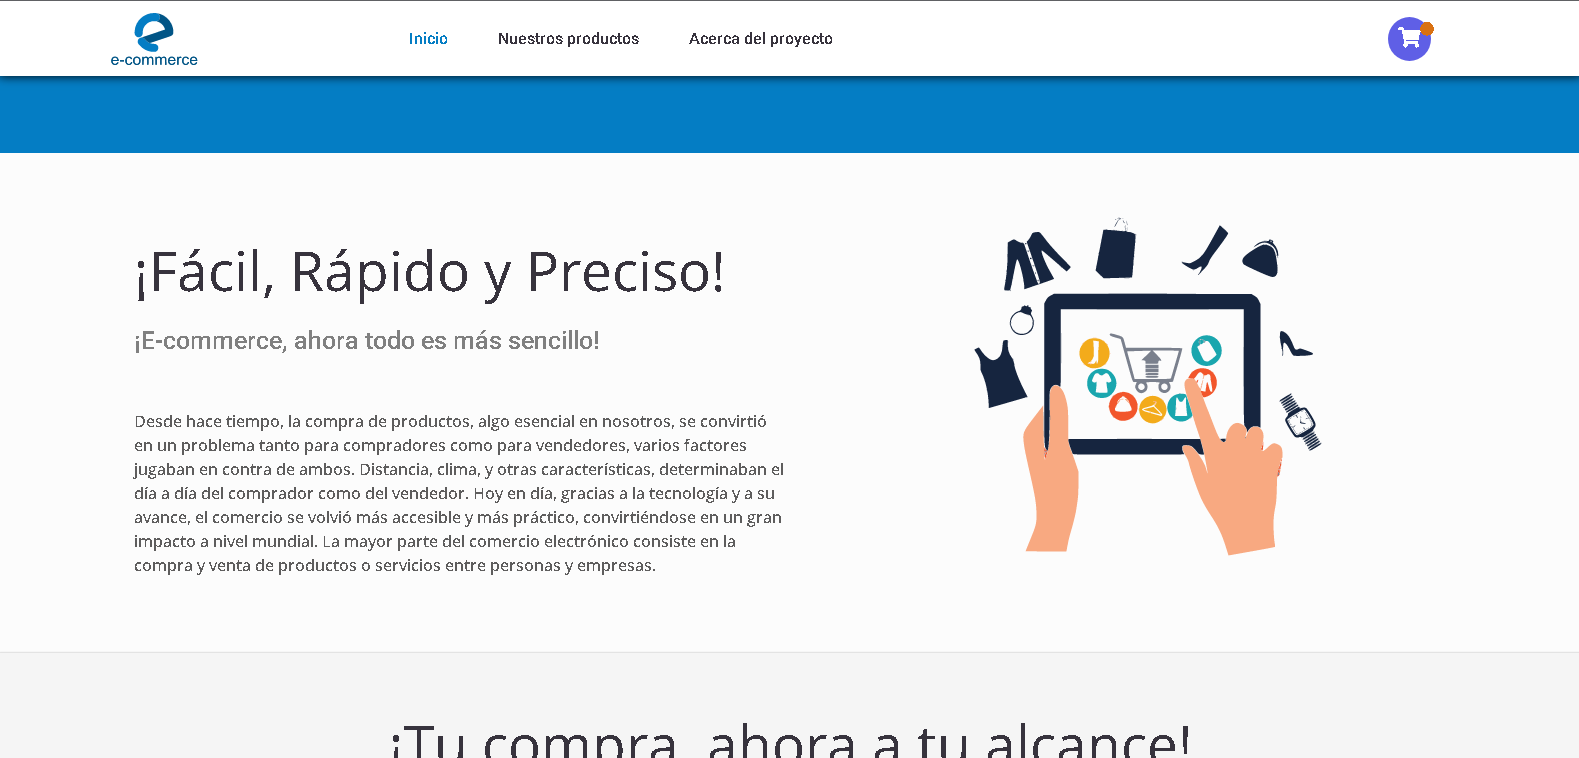 e-commerce
Inicio
Nuestros productos
Acerca del proyecto
¡Fácil, Rápido y Preciso!
¡E-commerce, ahora todo es más sencillo!
Desde hace tiempo, la compra de productos, algo esencial en nosotros, se convirtió
en un problema tanto para compradores como para vendedores, varios factores
jugaban en contra de ambos. Distancia, clima, y otras características, determinaban el
día a día del comprador como del vendedor. Hoy en día, gracias a la tecnología y a su
avance, el comercio se volvió más accesible y más práctico, convirtiéndose en un gran
impacto a nivel mundial. La mayor parte del comercio electrónico consiste en la
compra y venta de productos o servicios entre personas y empresas.
¡Tu compra, ahora a tu alcance!